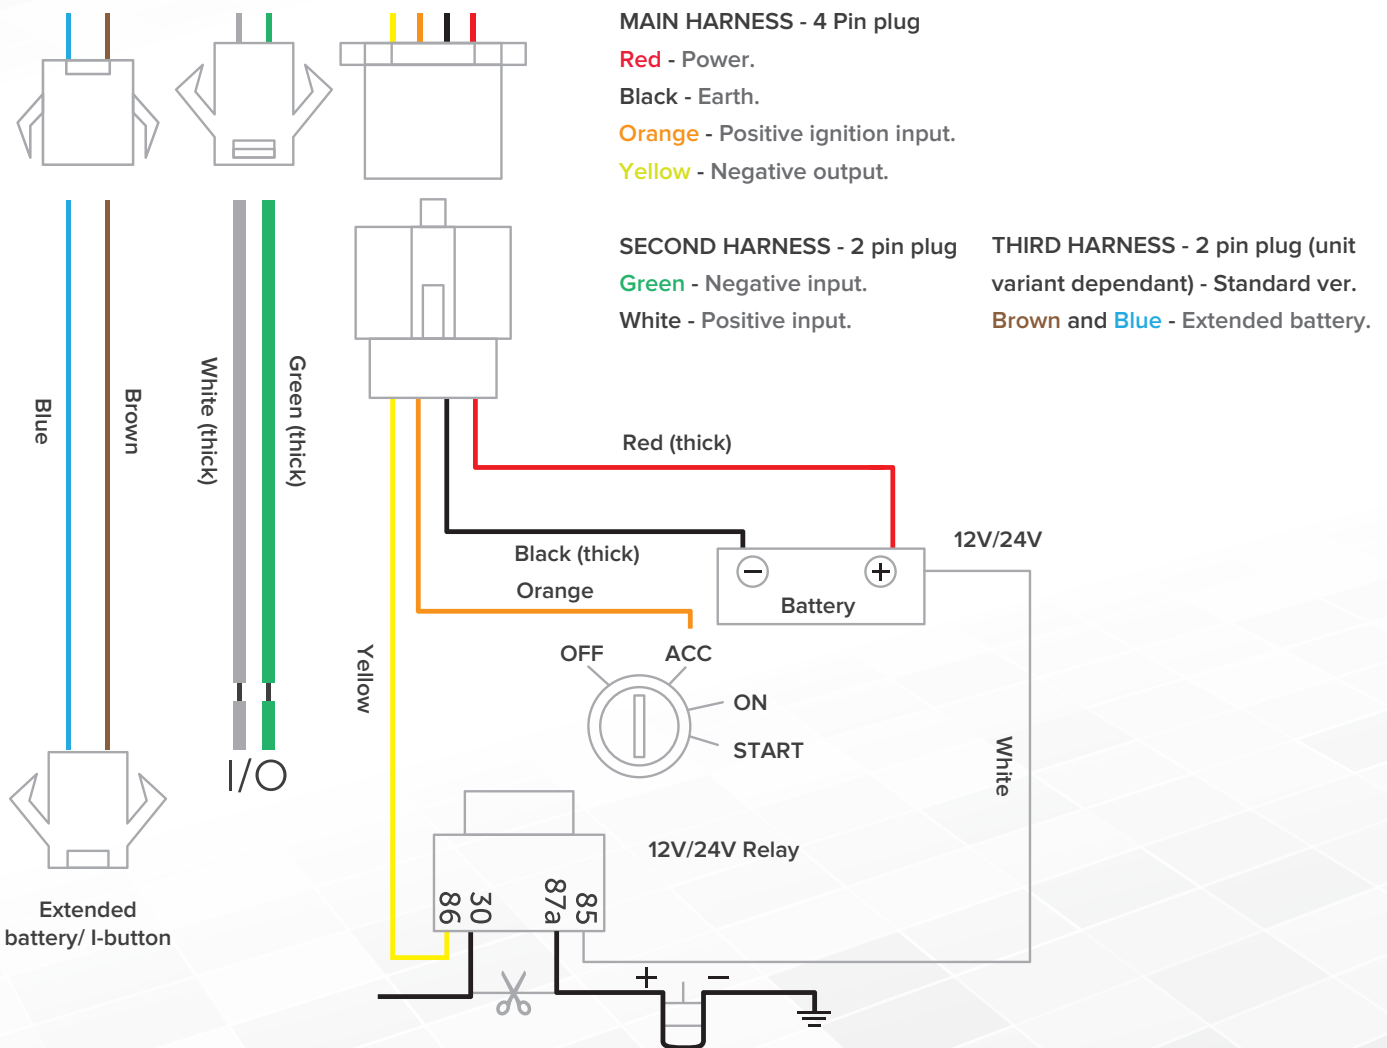 MAIN HARNESS - 4 Pin plug
Red - Power.
Black - Earth.
Orange - Positive ignition input.
Yellow - Negative output.
SECOND HARNESS - 2 pin plug
Green - Negative input.
White - Positive input.
THIRD HARNESS - 2 pin plug (unit
variant dependant) - Standard ver.
Brown and Blue - Extended battery.
Blue
Brown
White (thick)
Green (thick)
Red (thick)
Black (thick)
Orange
Yellow
12V/24V
− +
Battery
OFF
ACC
ON
START
White
I/O
12V/24V Relay
86
30
87a
85
+ −
Extended
battery/ I-button